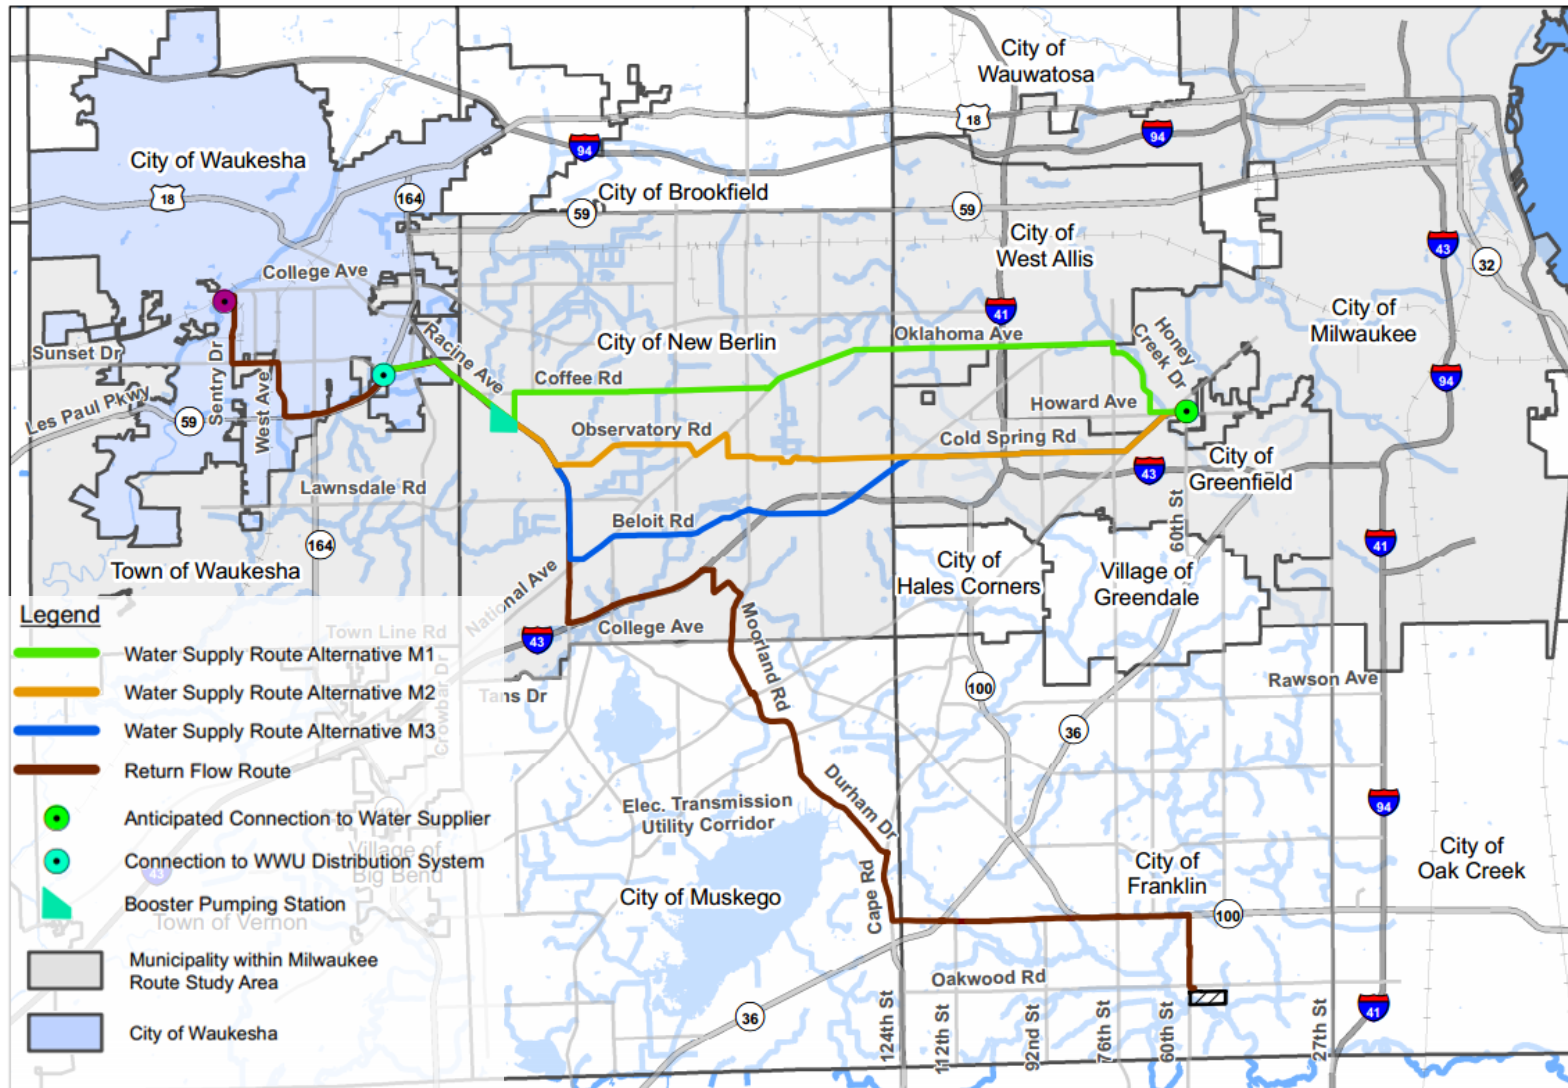 City of
Wauwatosa
18
94
94
City of Waukesha
164
18
City of Brookfield
59
59
City of
West Allis
43
32
College Ave
City of
Milwaukee
41
Racine Ave
Honey
Creek Dr
Oklahoma Ave
City of New Berlin
Sunset Dr
Sentry Dr
West Ave
Coffee Rd
94
Les Paul Pkwy
59
Howard Ave
Observatory Rd
Cold Spring Rd
City of
Greenfield
43
Lawnsdale Rd
Beloit Rd
60th St
164
41
Town of Waukesha
City of
Hales Corners
Village of
Greendale
National Ave
Legend
Town Line Rd
43
College Ave
Moorland Rd
Water Supply Route Alternative M1
Water Supply Route Alternative M2
Tans Dr
100
Rawson Ave
Crowbar Dr
Water Supply Route Alternative M3
36
Return Flow Route
Durham Dr
Elec. Transmission
Utility Corridor
94
Anticipated Connection to Water Supplier
Village of
Big Bend
Connection to WWU Distribution System
43
City of
Franklin
City of
Oak Creek
City of Muskego
Cape Rd
Booster Pumping Station
Town of Vernon
100
Municipality within Milwaukee
Route Study Area
Oakwood Rd
36
124th St
112th St
92nd St
76th St
60th St
27th St
41
City of Waukesha